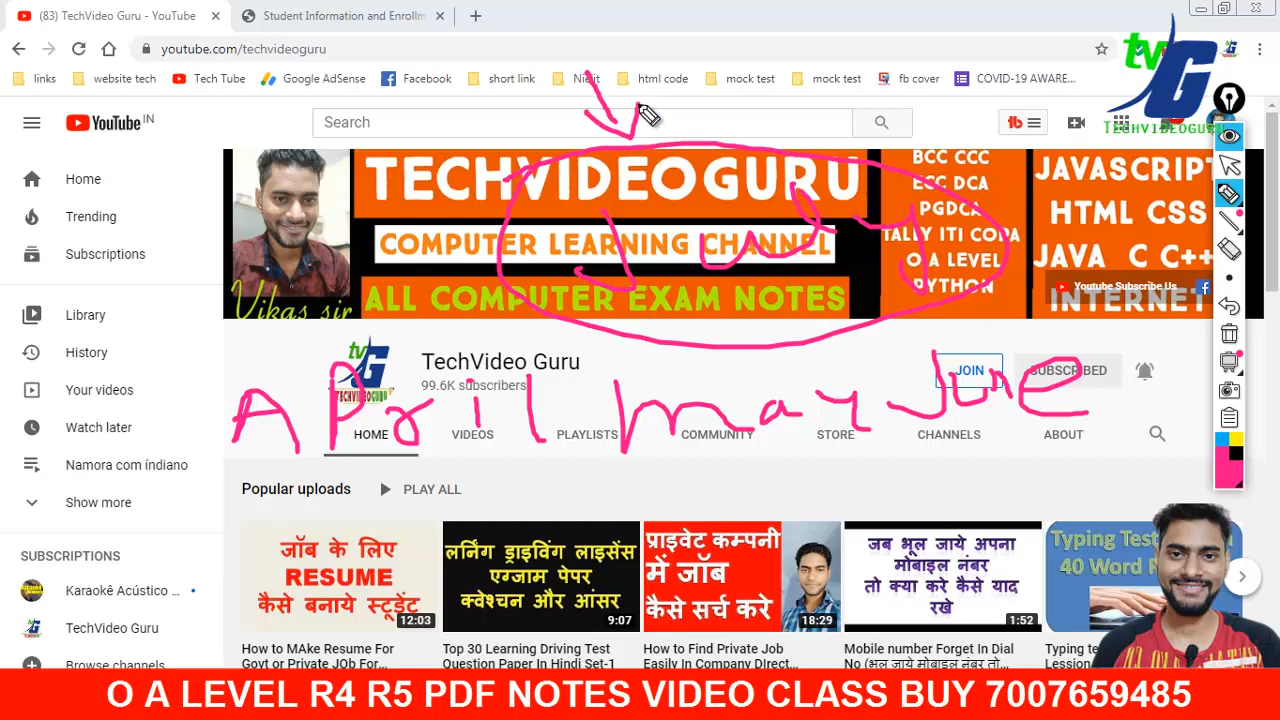 (83) TechVideo Guru - YouTube
Student Information and Enrollm
youtube.com/techvideoguru
links
website tech
Tech Tube
Google AdSense
Facebook
short link
html code
mock test
mock test
fb cover
COVID-19 AWARE...
YouTube IN
Search
TECHVIDEOGURU
Home
Trending
Subscriptions
Library
History
Your videos
Watch later
Namora com índiano
Show more
SUBSCRIPTIONS
Karaokê Acústico ...
TechVideo Guru
Browse channels
Vikas sir
TECHVIDEOGURU
COMPUTER LEARNING CHANNEL
ALL COMPUTER EXAM NOTES
BCC CCC
ECC DCA
PGDCA
TALLY ITI COPA
O A LEVEL
PYTHON
JAVASCRIPT
HTML CSS
JAVA C C++
INTERNET
Youtube Subscribe Us
July
TechVideo Guru
99.6K subscribers
JOIN
SUBSCRIBED
April may June
HOME
VIDEOS
PLAYLISTS
COMMUNITY
STORE
CHANNELS
ABOUT
Popular uploads
PLAY ALL
जॉब के लिए
RESUME
कैसे बनाये स्टूडेंट
12:03
How to MAke Resume For
Govt or Private JOB For...
लर्निंग ड्राइविंग लाइसेंस
एग्जाम पेपर
क्वेश्चन और आंसर
9:07
Top 30 Learning Driving Test
Question Paper In Hindi Set-1
प्राइवेट कम्पनी
में जॉब
कैसे सर्च करे
18:29
How to Find Private Job
Easily In Company DIrect...
जब भूल जाये अपना
मोबाइल नंबर
तो क्या करे कैसे याद
रखे
1:52
Mobile number Forget In Dial
No (भूल जाये मोबाइल नंबर तो...
Typing Test
40 Word
O A LEVEL R4 R5 PDF NOTES VIDEO CLASS BUY 7007659485